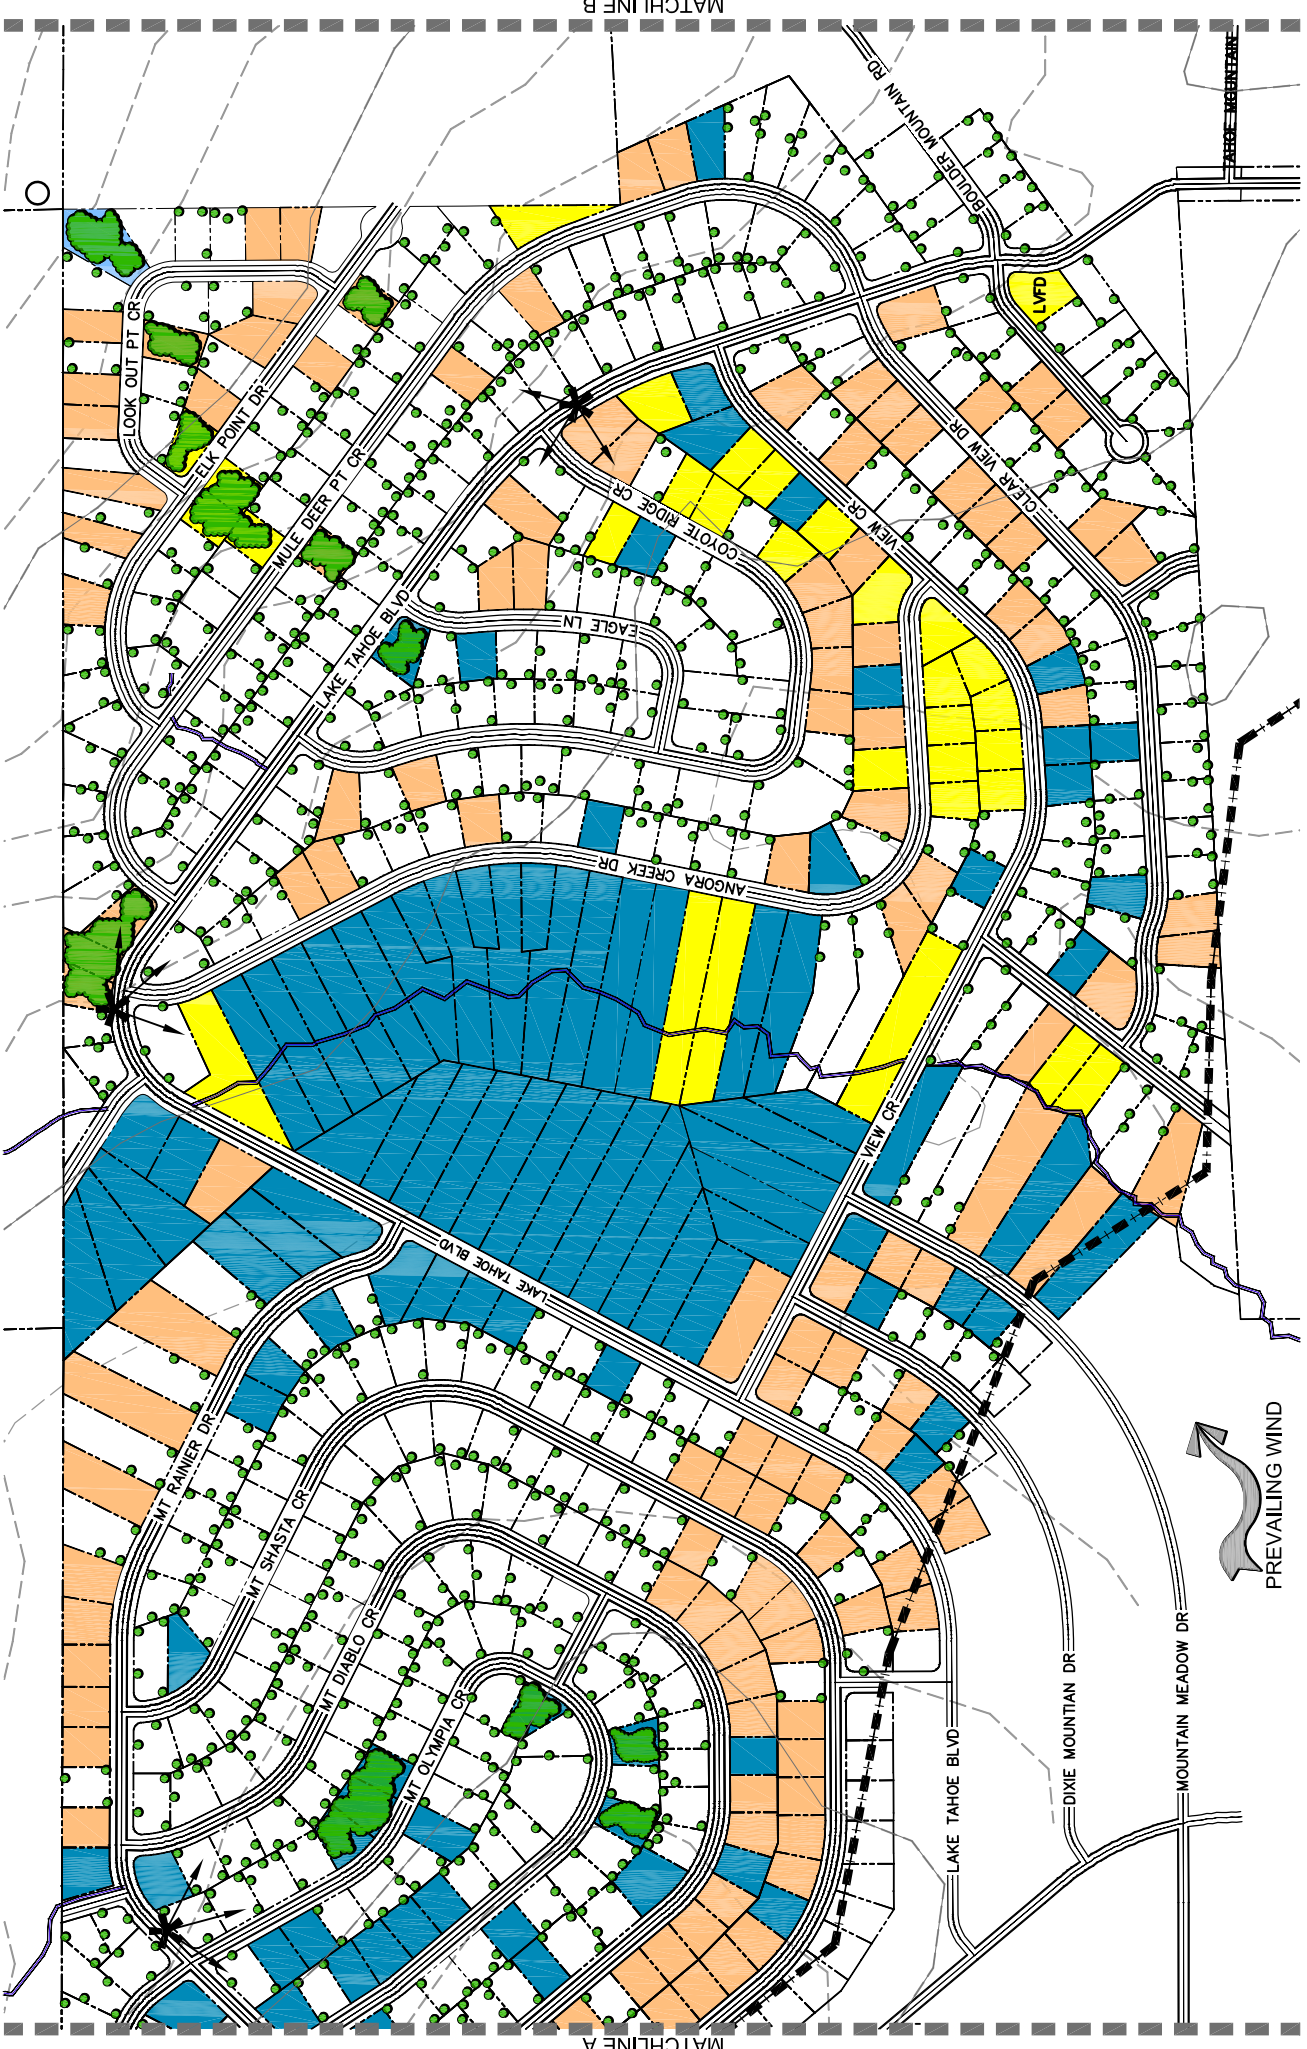 MATCHLINE B
BOULDER MOUNTAIN RD
TAHOE MOUNTAIN
LOOK OUT PT CR
ELK POINT DR
MULE DEER PT CR
LVFD
CLEAR VIEW DR
VIEW CR
COYOTE RIDGE CR
EAGLE LN
LAKE TAHOE BLVD
ANGORA CREEK DR
VIEW CR
LAKE TAHOE BLVD
MT RAINIER DR
MT SHASTA CR
MT DIABLO CR
MT OLYMPIA CR
LAKE TAHOE BLVD
DIXIE MOUNTIAN DR
MOUNTAIN MEADOW DR
PREVAILING WIND
MATCHLINE A